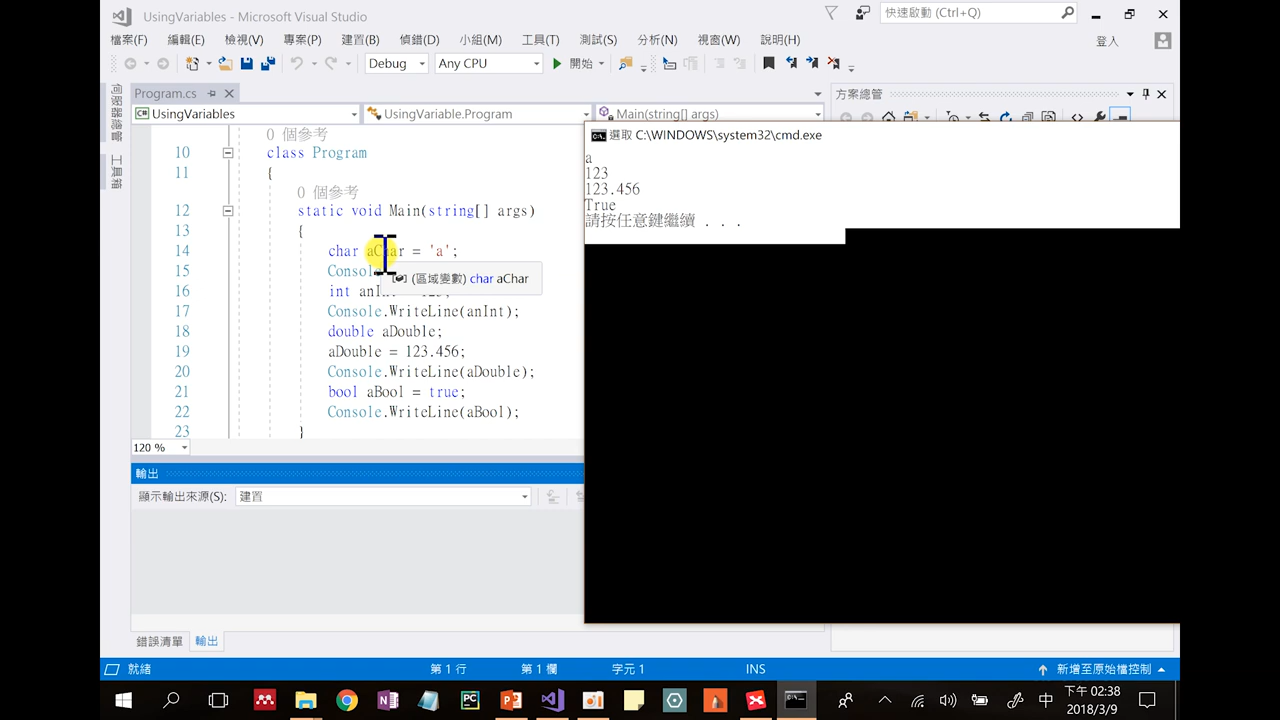 UsingVariables - Microsoft Visual Studio
快速啟動 (Ctrl+Q)
檔案(F) 編輯(E) 檢視(V) 專案(P) 建置(B) 偵錯(D) 小組(M) 工具(T) 測試(S) 分析(N) 視窗(W) 說明(H)
登入
Debug Any CPU 開始
伺服器總管
工具箱
Program.cs
UsingVariables UsingVariable.Program Main(string[] args)
方案總管
0 個參考
10 class Program
11 {
0 個參考
12 static void Main(string[] args)
13 {
14 char aChar = 'a';
15
(區域變數) char aChar
16 int
17 Console.WriteLine(anInt);
18 double aDouble;
19 aDouble = 123.456;
20 Console.WriteLine(aDouble);
21 bool aBool = true;
22 Console.WriteLine(aBool);
23 }
120 %
選取 C:\WINDOWS\system32\cmd.exe
a
123
123.456
True
請按任意鍵繼續 . . .
輸出
顯示輸出來源(S): 建置
錯誤清單 輸出
就緒 第 1 行 第 1 欄 字元 1 INS 新增至原始檔控制
中
下午 02:38
2018/3/9